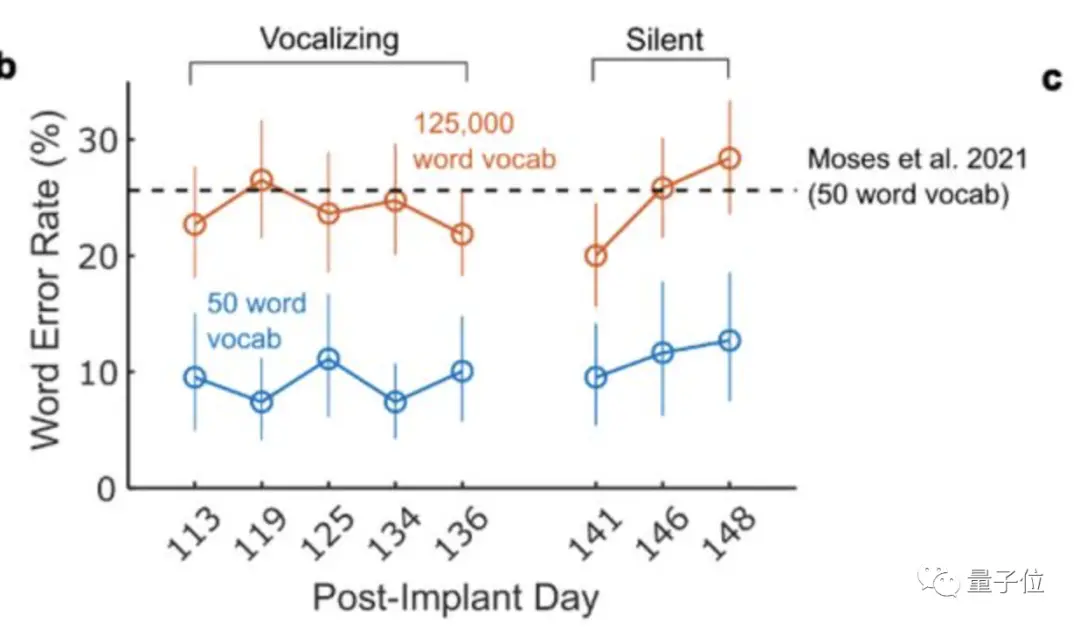 b
Vocalizing
Silent
c
125,000
word vocab
Moses et al. 2021
(50 word vocab)
50 word
vocab
Word Error Rate (%)
30
20
10
0
113
119
125
134
136
141
146
148
Post-Implant Day
量子位